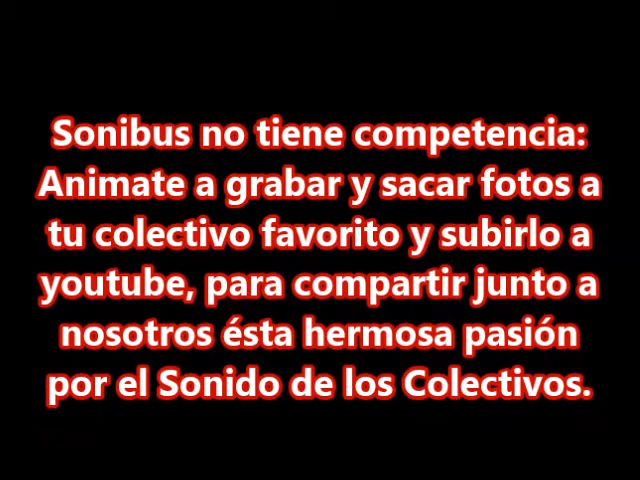 Sonibus no tiene competencia:
Animate a grabar y sacar fotos a
tu colectivo favorito y subirlo a
youtube, para compartir junto a
nosotros ésta hermosa pasión
por el Sonido de los Colectivos.